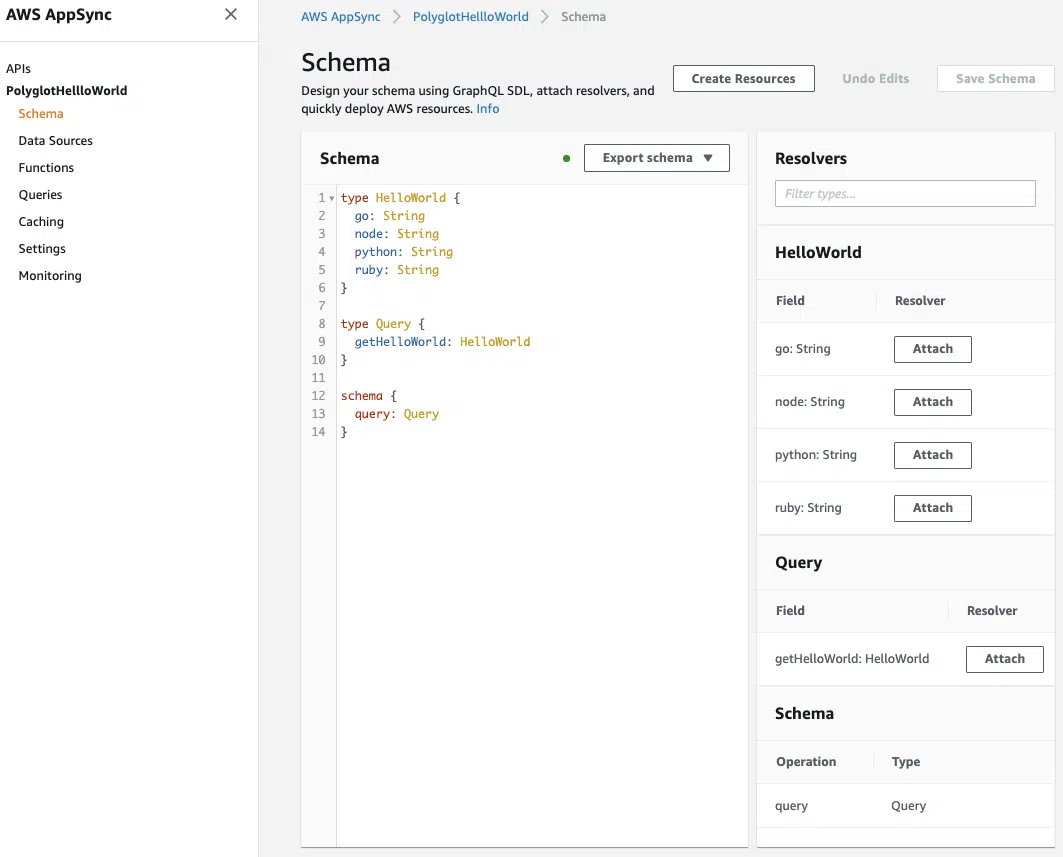 AWS AppSync
APIs
PolyglotHellloWorld
Schema
Data Sources
Functions
Queries
Caching
Settings
Monitoring
AWS AppSync > PolyglotHellloWorld > Schema
Schema
Design your schema using GraphQL SDL, attach resolvers, and
quickly deploy AWS resources. Info
Create Resources
Undo Edits
Save Schema
Schema
Export schema
1 type HelloWorld {
2 go: String
3 node: String
4 python: String
5 ruby: String
6 }
7
8 type Query {
9 getHelloWorld: HelloWorld
10 }
11
12 schema {
13 query: Query
14 }
Resolvers
Filter types...
HelloWorld
Field Resolver
go: String Attach
node: String Attach
python: String Attach
ruby: String Attach
Query
Field Resolver
getHelloWorld: HelloWorld Attach
Schema
Operation Type
query Query